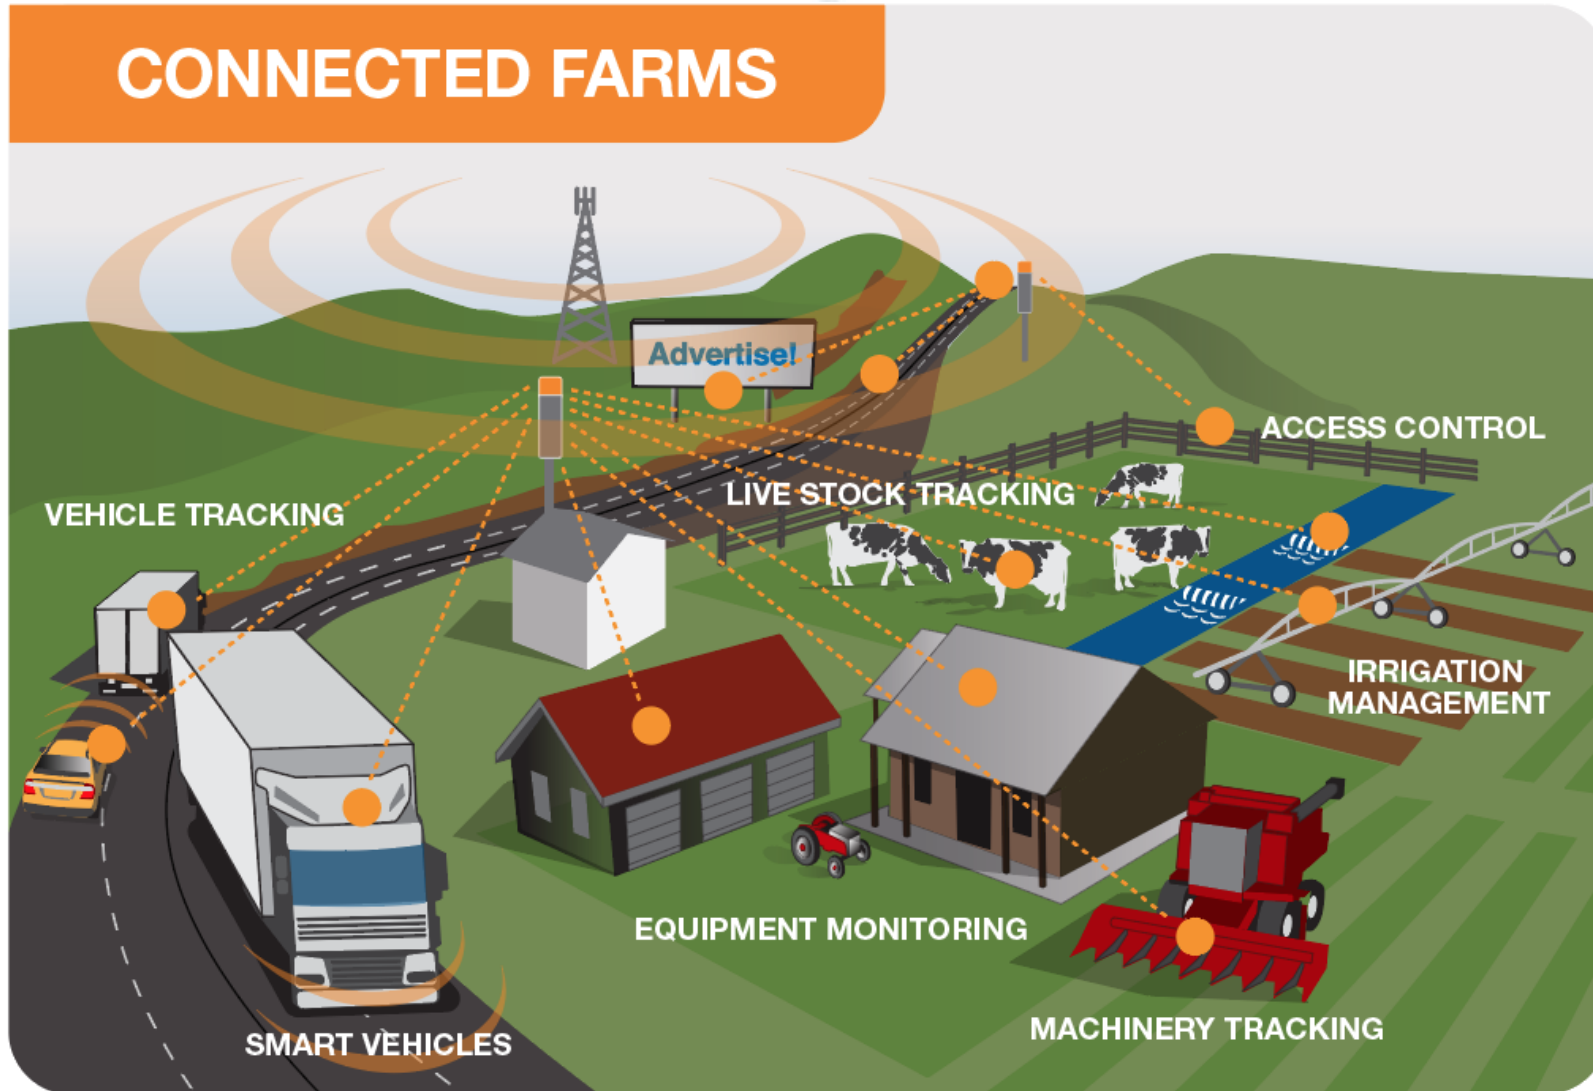 CONNECTED FARMS
Advertise!
ACCESS CONTROL
LIVE STOCK TRACKING
VEHICLE TRACKING
IRRIGATION
MANAGEMENT
EQUIPMENT MONITORING
MACHINERY TRACKING
SMART VEHICLES